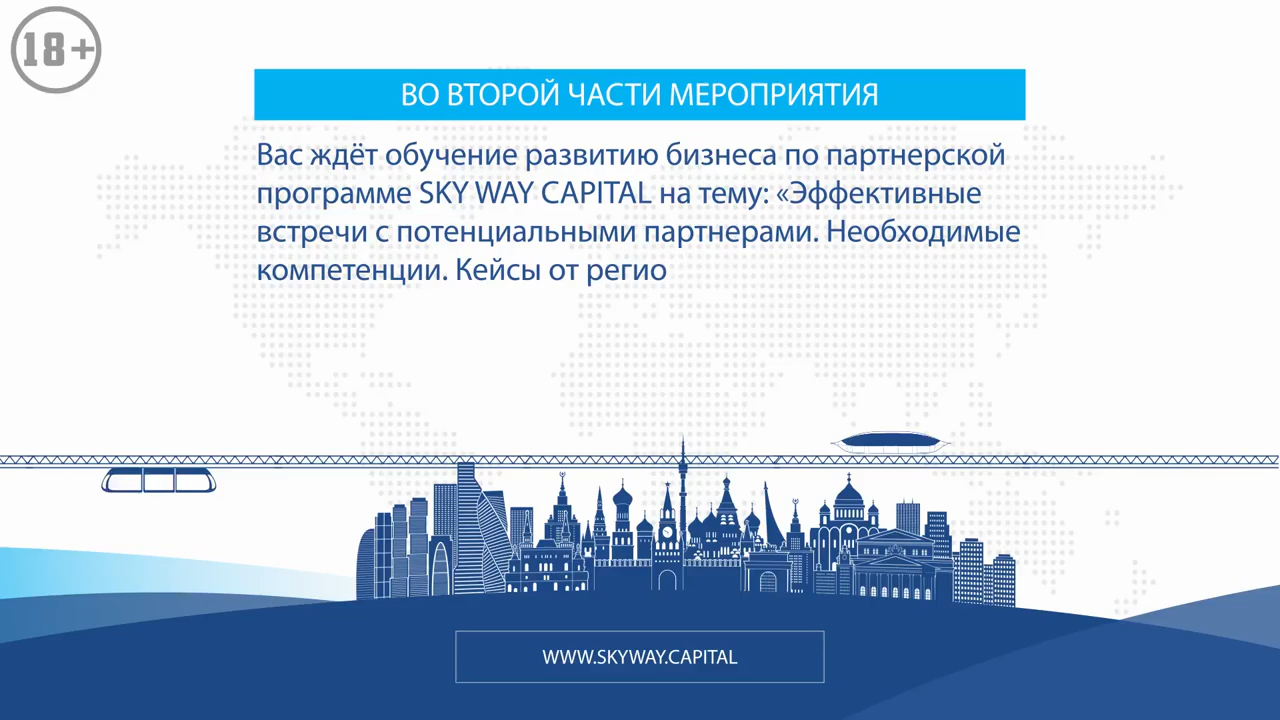 18+
ВО ВТОРОЙ ЧАСТИ МЕРОПРИЯТИЯ
Вас ждёт обучение развитию бизнеса по партнерской
программе SKY WAY CAPITAL на тему: «Эффективные
встречи с потенциальными партнерами. Необходимые
компетенции. Кейсы от регио
WWW.SKYWAY.CAPITAL